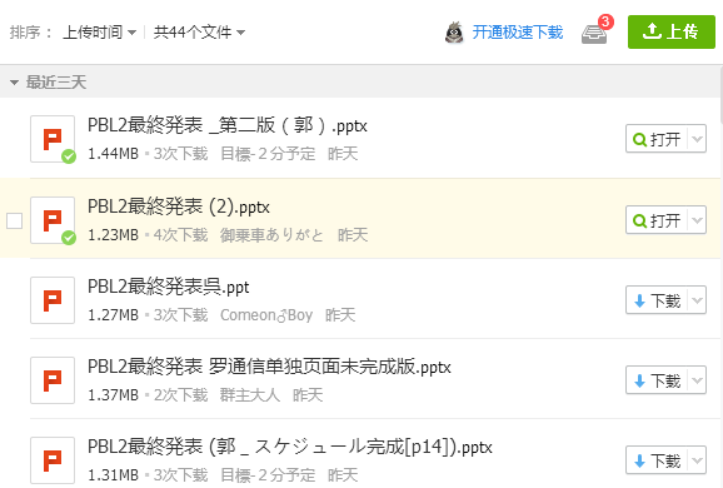 排序： 上传时间 共44个文件 开通极速下载 3 上传
最近三天
PBL2最終発表 _第二版（郭）.pptx
1.44MB 3次下载 目標-２分予定 昨天 打开
PBL2最終発表 (2).pptx
1.23MB 4次下载 御乗車ありがと 昨天 打开
PBL2最終発表呉.ppt
1.27MB 3次下载 Comeon♂Boy 昨天 下载
PBL2最終発表 罗通信单独页面未完成版.pptx
1.37MB 2次下载 群主大人 昨天 下载
PBL2最終発表 (郭 _ スケジュール完成[p14]).pptx
1.31MB 3次下载 目標-２分予定 昨天 下载